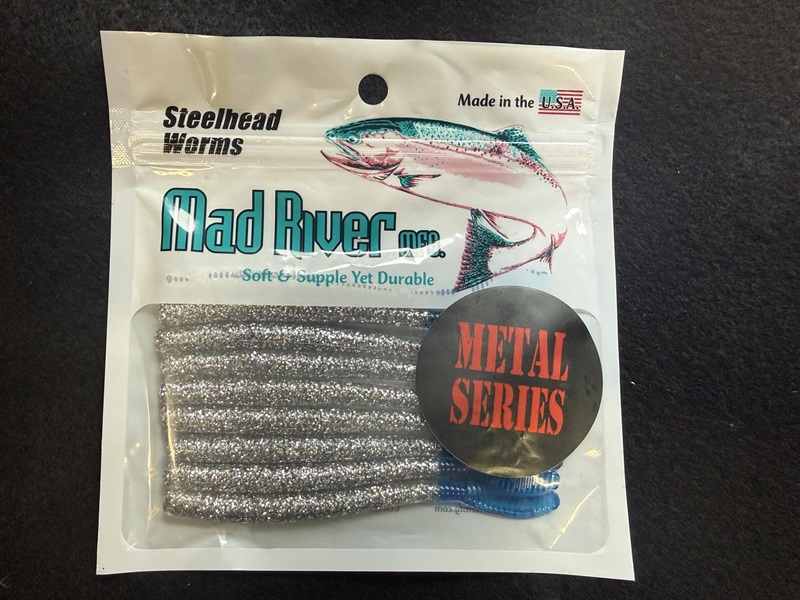 Made in the U.S.A.
Steelhead
Worms
Mad River MFG.
Soft & Supple Yet Durable
METAL
SERIES